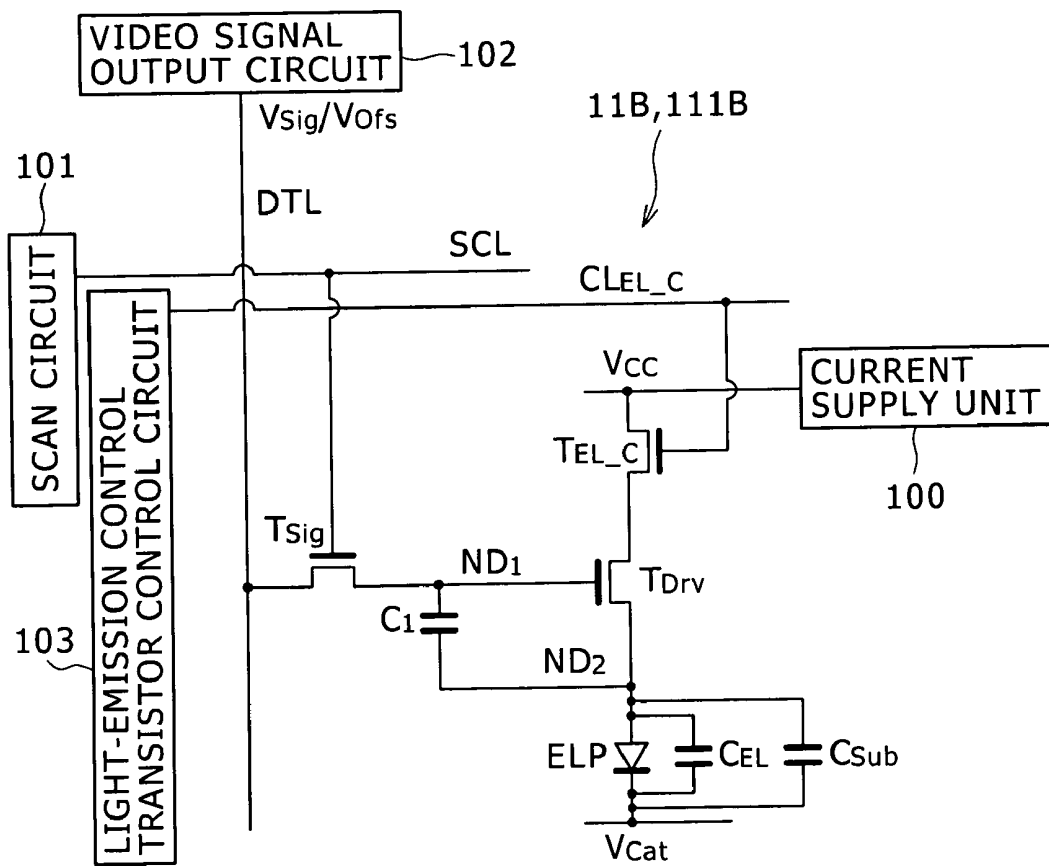 VIDEO SIGNAL
OUTPUT CIRCUIT
102
VSig/VOfs
11B,111B
101
DTL
SCAN CIRCUIT
SCL
CLEL_C
LIGHT-EMISSION CONTROL
TRANSISTOR CONTROL CIRCUIT
VCC
CURRENT
SUPPLY UNIT
TEL_C
100
TSig
ND1
TDrv
C1
103
ND2
ELP
CEL
CSub
VCat